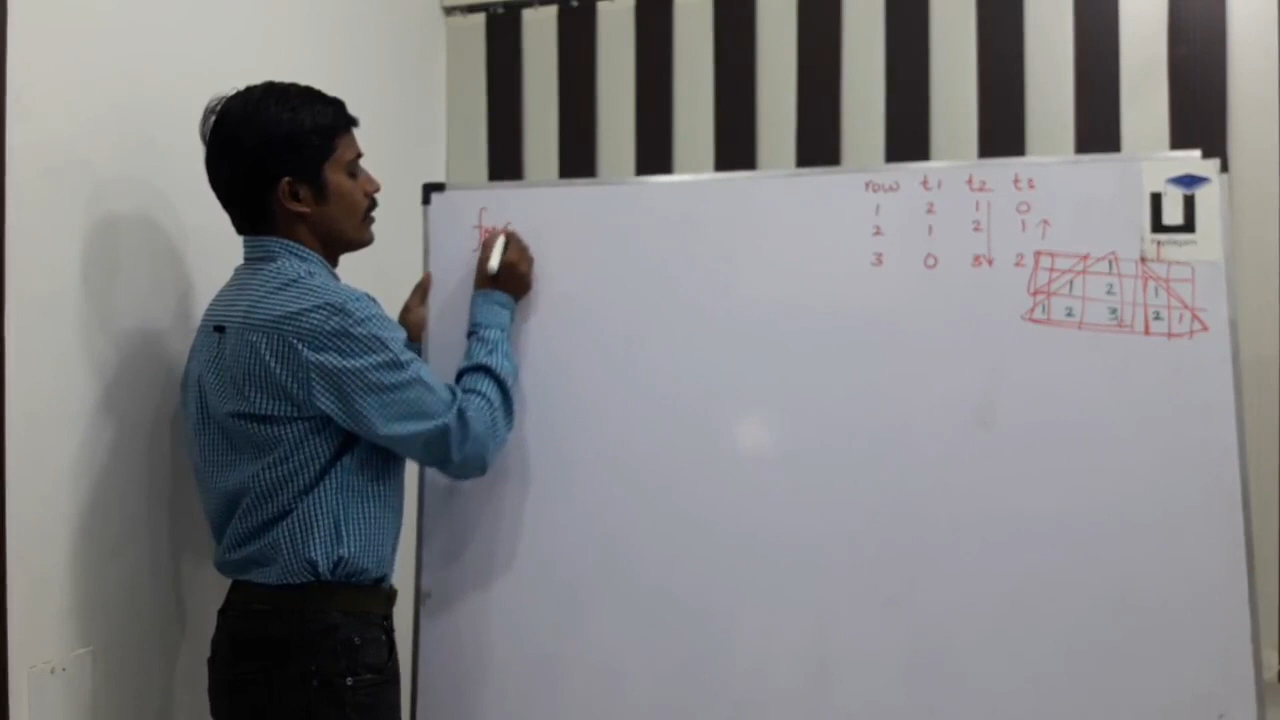 for
row t1 t2 t3
1 2 1 0
2 1 2 1 ↑
3 0 3 2
1
1 2 1
1 2 3 2 1